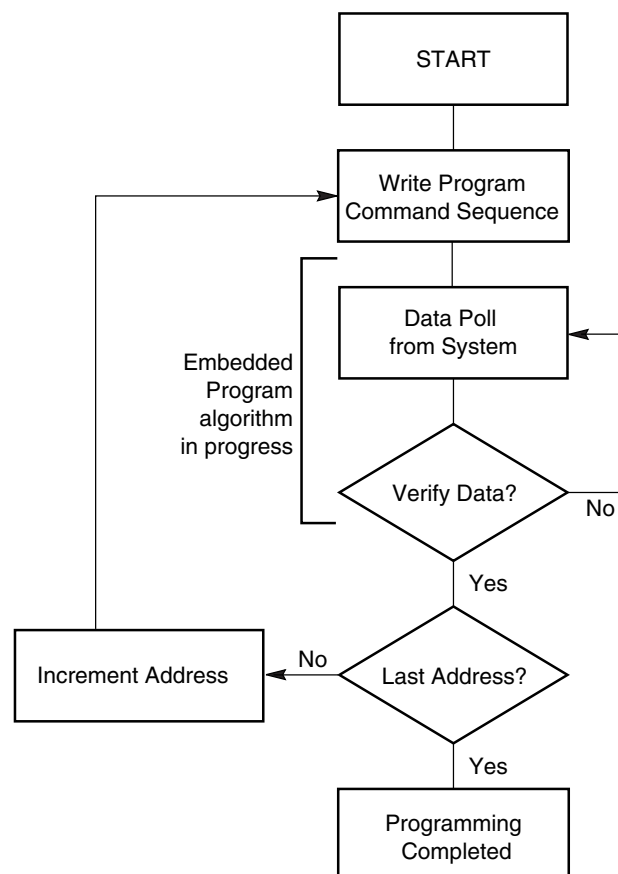 START
Write Program
Command Sequence
Data Poll
from System
Embedded
Program
algorithm
in progress
Verify Data?
No
Yes
No
Increment Address
Last Address?
Yes
Programming
Completed